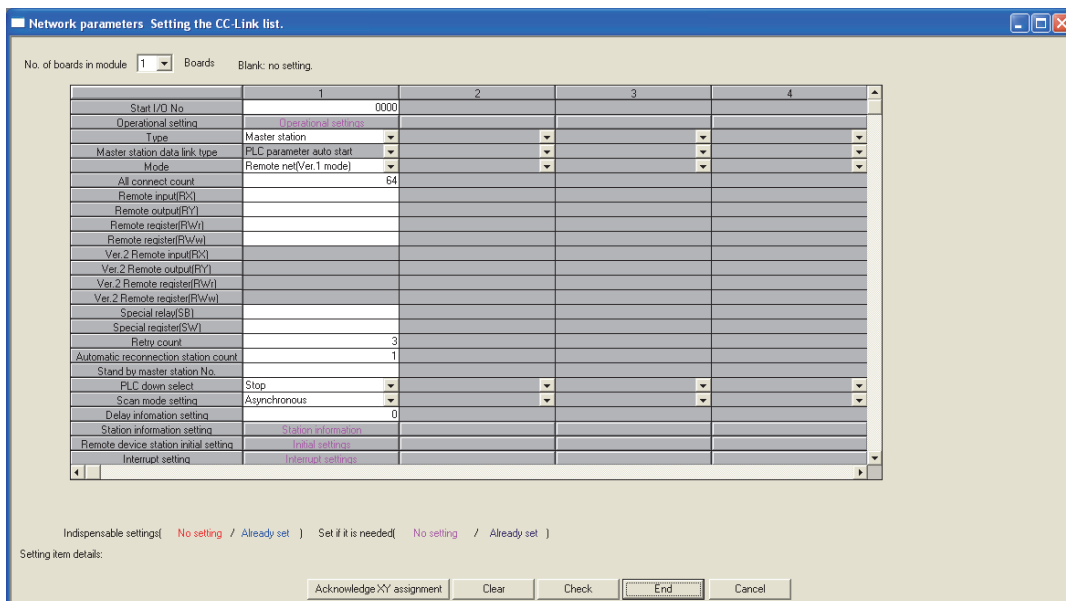 Network parameters Setting the CC-Link list.
No. of boards in module 1 Boards Blank: no setting.
1 2 3 4
Start I/O No 0000
Operational setting Operational settings
Type Master station
Master station data link type PLC parameter auto start
Mode Remote net(Ver.1 mode)
All connect count 64
Remote input(RX)
Remote output(RY)
Remote register(RWr)
Remote register(RWw)
Ver.2 Remote input(RX)
Ver.2 Remote output(RY)
Ver.2 Remote register(RWr)
Ver.2 Remote register(RWw)
Special relay(SB)
Special register(SW)
Retry count 3
Automatic reconnection station count 1
Stand by master station No.
PLC down select Stop
Scan mode setting Asynchronous
Delay infomation setting 0
Station information setting Station information
Remote device station initial setting Initial settings
Interrupt setting Interrupt settings
Indispensable settings( No setting / Already set ) Set if it is needed( No setting / Already set )
Setting item details:
Acknowledge XY assignment Clear Check End Cancel